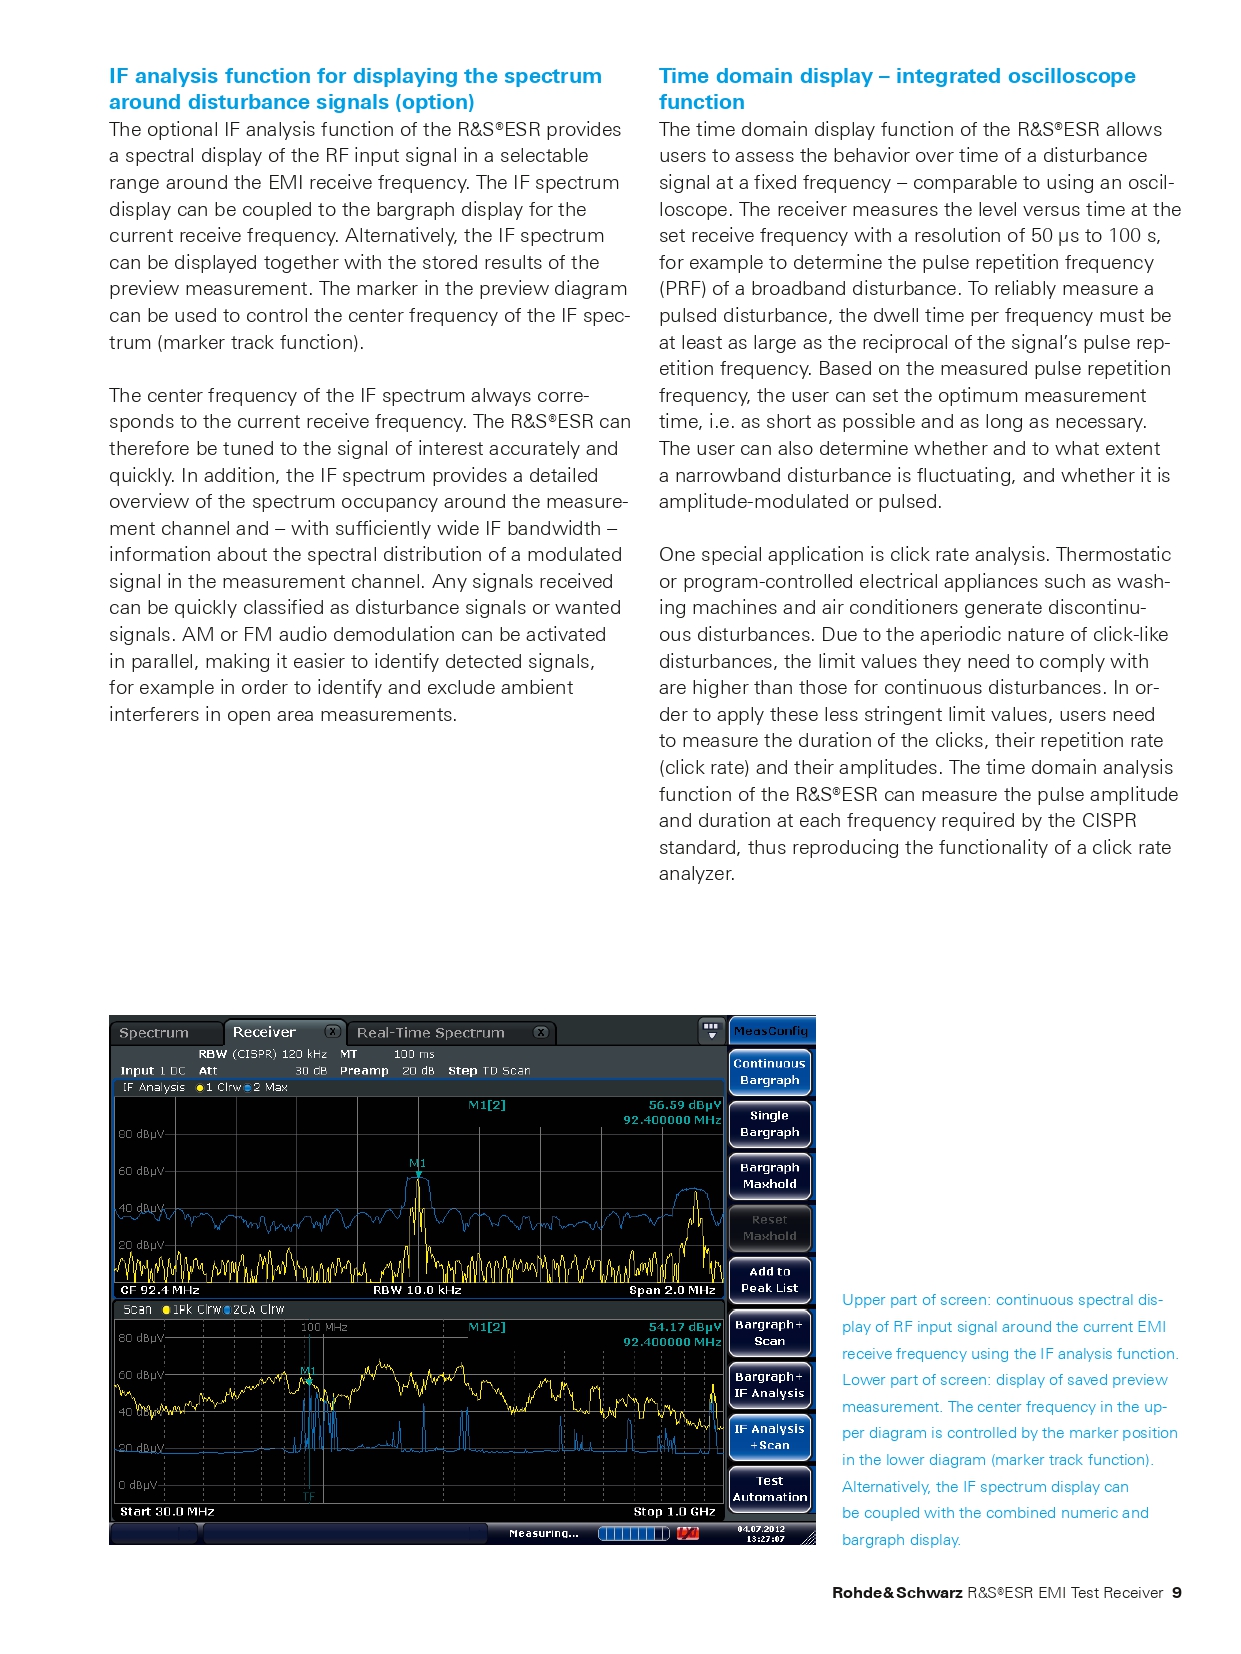 IF analysis function for displaying the spectrum
around disturbance signals (option)
The optional IF analysis function of the R&S®ESR provides
a spectral display of the RF input signal in a selectable
range around the EMI receive frequency. The IF spectrum
display can be coupled to the bargraph display for the
current receive frequency. Alternatively, the IF spectrum
can be displayed together with the stored results of the
preview measurement. The marker in the preview diagram
can be used to control the center frequency of the IF spec-
trum (marker track function).
The center frequency of the IF spectrum always corre-
sponds to the current receive frequency. The R&S®ESR can
therefore be tuned to the signal of interest accurately and
quickly. In addition, the IF spectrum provides a detailed
overview of the spectrum occupancy around the measure-
ment channel and – with sufficiently wide IF bandwidth –
information about the spectral distribution of a modulated
signal in the measurement channel. Any signals received
can be quickly classified as disturbance signals or wanted
signals. AM or FM audio demodulation can be activated
in parallel, making it easier to identify detected signals,
for example in order to identify and exclude ambient
interferers in open area measurements.
Time domain display – integrated oscilloscope
function
The time domain display function of the R&S®ESR allows
users to assess the behavior over time of a disturbance
signal at a fixed frequency – comparable to using an oscil-
loscope. The receiver measures the level versus time at the
set receive frequency with a resolution of 50 µs to 100 s,
for example to determine the pulse repetition frequency
(PRF) of a broadband disturbance. To reliably measure a
pulsed disturbance, the dwell time per frequency must be
at least as large as the reciprocal of the signal's pulse rep-
etition frequency. Based on the measured pulse repetition
frequency, the user can set the optimum measurement
time, i.e. as short as possible and as long as necessary.
The user can also determine whether and to what extent
a narrowband disturbance is fluctuating, and whether it is
amplitude-modulated or pulsed.
One special application is click rate analysis. Thermostatic
or program-controlled electrical appliances such as wash-
ing machines and air conditioners generate discontinu-
ous disturbances. Due to the aperiodic nature of click-like
disturbances, the limit values they need to comply with
are higher than those for continuous disturbances. In or-
der to apply these less stringent limit values, users need
to measure the duration of the clicks, their repetition rate
(click rate) and their amplitudes. The time domain analysis
function of the R&S®ESR can measure the pulse amplitude
and duration at each frequency required by the CISPR
standard, thus reproducing the functionality of a click rate
analyzer.
Spectrum Receiver X Real-Time Spectrum X
RBW (CISPR) 120 kHz MT 100 ms
Input 1 DC Att 30 dB Preamp 20 dB Step TD Scan
IF Analysis 1 Clrw 2 Max
M1[2] 56.59 dBµV
92.400000 MHz
80 dBµV
M1
60 dBµV
40 dBµV
20 dBµV
CF 92.4 MHz RBW 10.0 kHz Span 2.0 MHz
Scan 1Pk Clrw 2CA Clrw
100 MHz M1[2] 54.17 dBµV
92.400000 MHz
80 dBµV
M1
60 dBµV
40 dBµV
20 dBµV
0 dBµV
TF
Start 30.0 MHz Stop 1.0 GHz
Measuring... 04.07.2012
13:27:07
MeasConfig
Continuous
Bargraph
Single
Bargraph
Bargraph
Maxhold
Reset
Maxhold
Add to
Peak List
Bargraph+
Scan
Bargraph+
IF Analysis
IF Analysis
+Scan
Test
Automation
Upper part of screen: continuous spectral dis-
play of RF input signal around the current EMI
receive frequency using the IF analysis function.
Lower part of screen: display of saved preview
measurement. The center frequency in the up-
per diagram is controlled by the marker position
in the lower diagram (marker track function).
Alternatively, the IF spectrum display can
be coupled with the combined numeric and
bargraph display.
Rohde&Schwarz R&S®ESR EMI Test Receiver 9